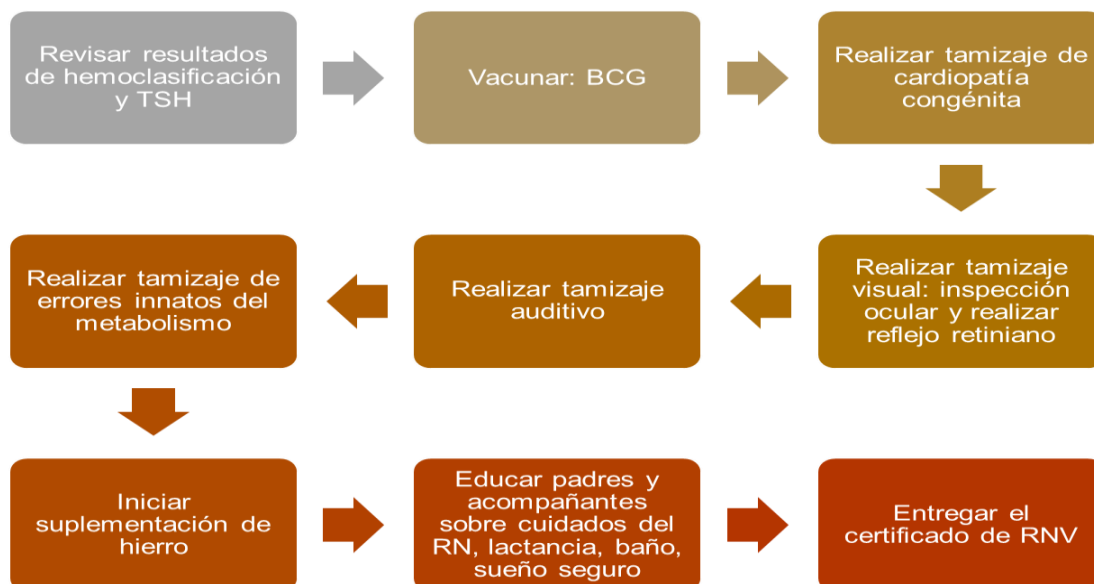 Revisar resultados
de hemoclasificación
y TSH
Vacunar: BCG
Realizar tamizaje de
cardiopatía
congénita
Realizar tamizaje
visual: inspección
ocular y realizar
reflejo retiniano
Realizar tamizaje
auditivo
Realizar tamizaje de
errores innatos del
metabolismo
Iniciar
suplementación de
hierro
Educar padres y
acompañantes
sobre cuidados del
RN, lactancia, baño,
sueño seguro
Entregar el
certificado de RNV